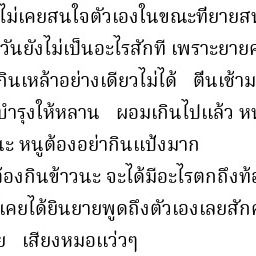 ไม่เคยสนใจตัวเองในขณะที่ยายส
วันยังไม่เป็นอะไรสักที เพราะยาย
กินเหล้าอย่างเดียวไม่ได้ ตื่นเช้าม
บำรุงให้หลาน ผอมเกินไปแล้ว ห
นะ หนูต้องอย่ากินแป้งมาก
้องกินข้าวนะ จะได้มีอะไรตกถึงท้
เคยได้ยินยายพูดถึงตัวเองเลยสัก
ย เสียงหมอแว่วๆ